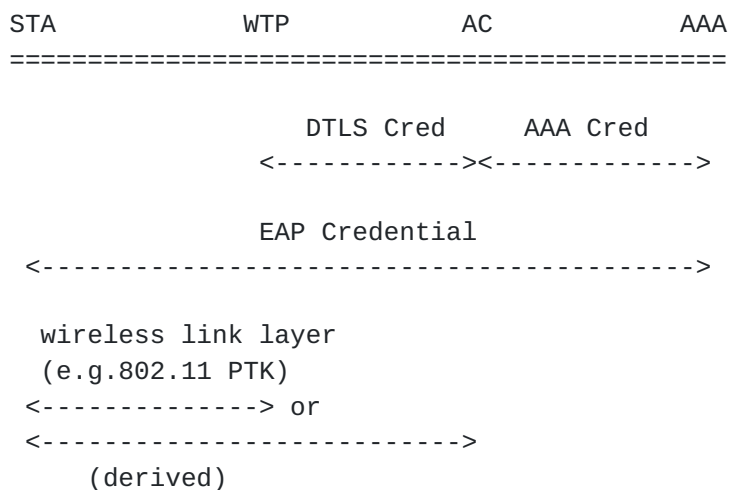 STA WTP AC AAA
==============================================
DTLS Cred AAA Cred
<------------><------------->
EAP Credential
<------------------------------------------>
wireless link layer
(e.g.802.11 PTK)
<--------------> or
<--------------------------->
(derived)